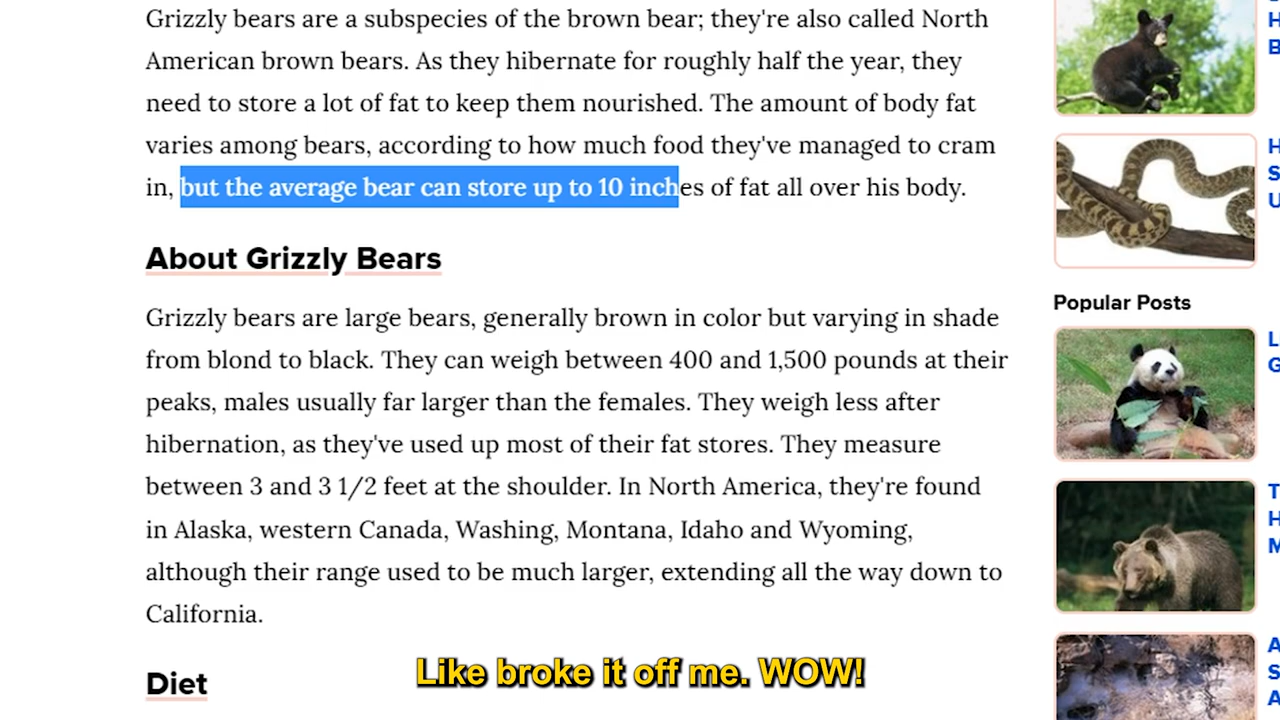 Grizzly bears are a subspecies of the brown bear; they're also called North
American brown bears. As they hibernate for roughly half the year, they
need to store a lot of fat to keep them nourished. The amount of body fat
varies among bears, according to how much food they've managed to cram
in, but the average bear can store up to 10 inches of fat all over his body.
About Grizzly Bears
Grizzly bears are large bears, generally brown in color but varying in shade
from blond to black. They can weigh between 400 and 1,500 pounds at their
peaks, males usually far larger than the females. They weigh less after
hibernation, as they've used up most of their fat stores. They measure
between 3 and 3 1/2 feet at the shoulder. In North America, they're found
in Alaska, western Canada, Washing, Montana, Idaho and Wyoming,
although their range used to be much larger, extending all the way down to
California.
Diet
Like broke it off me. WOW!
H
B
H
S
U
Popular Posts
L
G
T
H
M
A
S
A